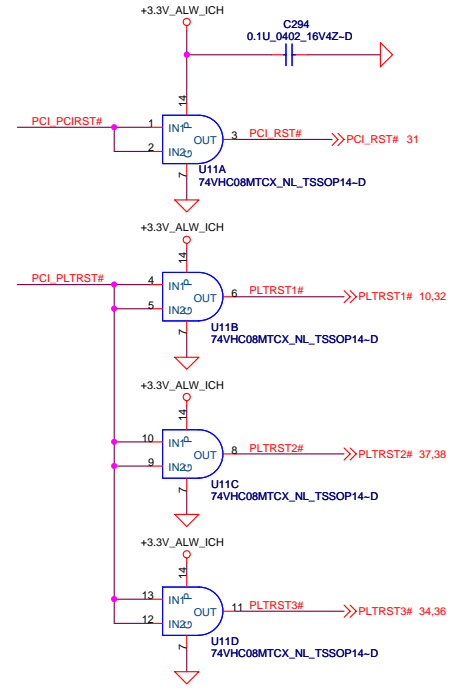 +3.3V_ALW_ICH
C294
0.1U_0402_16V4Z~D
14
PCI_PCIRST#
1
IN1
P
OUT
3
PCI_RST#
PCI_RST# 31
2
IN2
G
7
U11A
74VHC08MTCX_NL_TSSOP14~D
+3.3V_ALW_ICH
14
PCI_PLTRST#
4
IN1
P
OUT
6
PLTRST1#
PLTRST1# 10,32
5
IN2
G
7
U11B
74VHC08MTCX_NL_TSSOP14~D
+3.3V_ALW_ICH
14
10
IN1
P
OUT
8
PLTRST2#
PLTRST2# 37,38
9
IN2
G
7
U11C
74VHC08MTCX_NL_TSSOP14~D
+3.3V_ALW_ICH
14
13
IN1
P
OUT
11
PLTRST3#
PLTRST3# 34,36
12
IN2
G
7
U11D
74VHC08MTCX_NL_TSSOP14~D